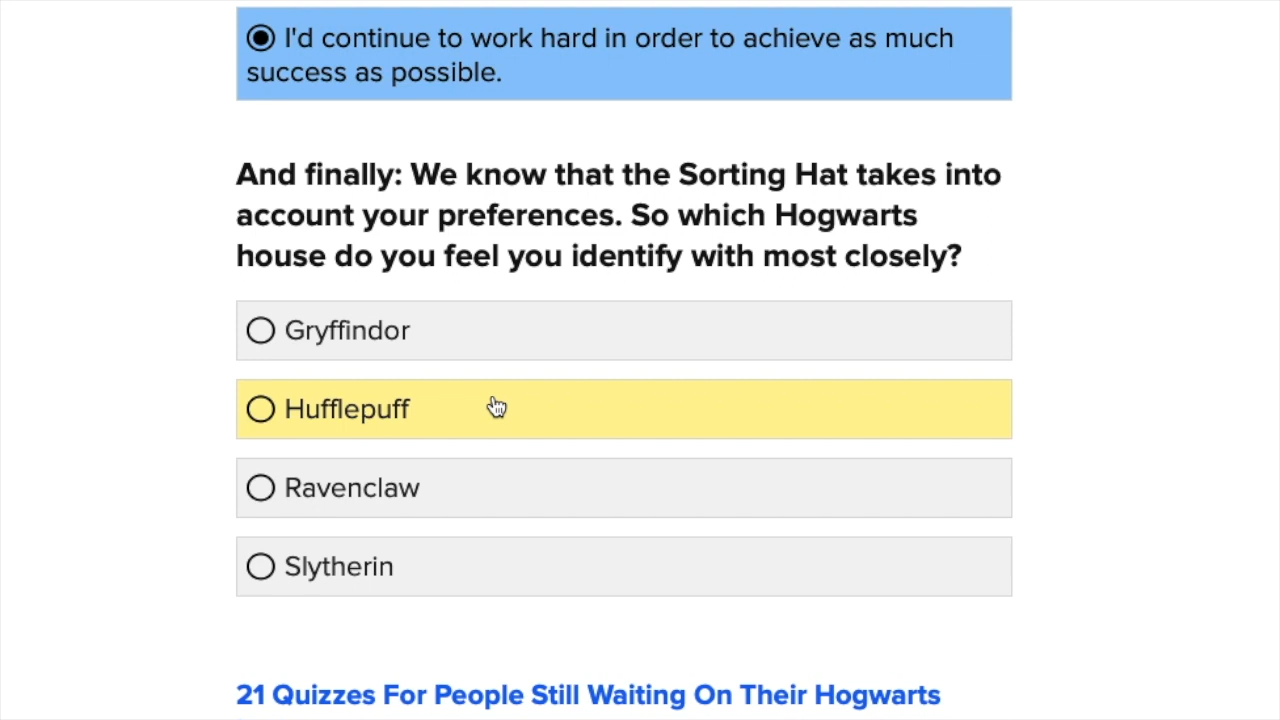 I'd continue to work hard in order to achieve as much
success as possible.
And finally: We know that the Sorting Hat takes into
account your preferences. So which Hogwarts
house do you feel you identify with most closely?
Gryffindor
Hufflepuff
Ravenclaw
Slytherin
21 Quizzes For People Still Waiting On Their Hogwarts